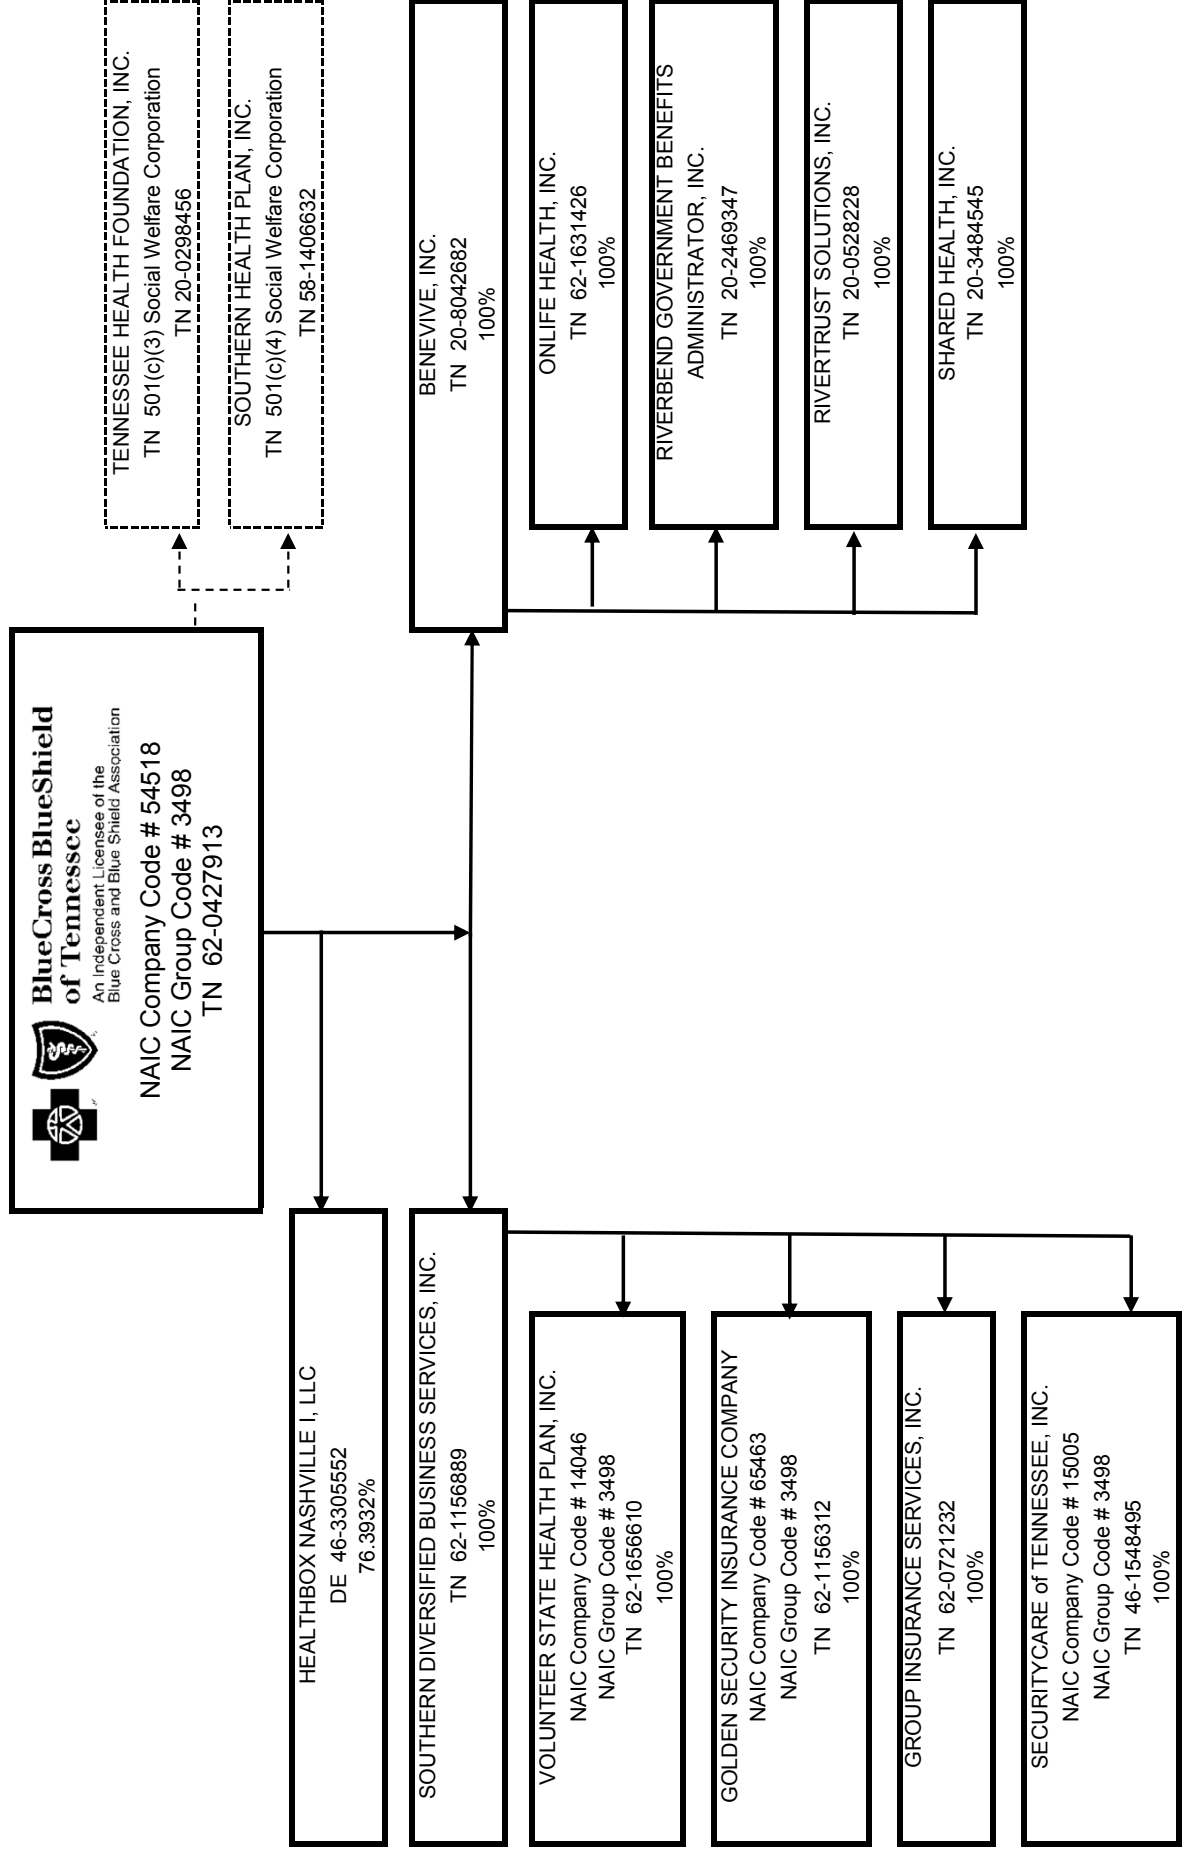 BlueCross BlueShield
of Tennessee
An Independent Licensee of the
Blue Cross and Blue Shield Association
NAIC Company Code # 54518
NAIC Group Code # 3498
TN 62-0427913
TENNESSEE HEALTH FOUNDATION, INC.
TN 501(c)(3) Social Welfare Corporation
TN 20-0298456
SOUTHERN HEALTH PLAN, INC.
TN 501(c)(4) Social Welfare Corporation
TN 58-1406632
HEALTHBOX NASHVILLE I, LLC
DE 46-3305552
76.3932%
SOUTHERN DIVERSIFIED BUSINESS SERVICES, INC.
TN 62-1156889
100%
VOLUNTEER STATE HEALTH PLAN, INC.
NAIC Company Code # 14046
NAIC Group Code # 3498
TN 62-1656610
100%
GOLDEN SECURITY INSURANCE COMPANY
NAIC Company Code # 65463
NAIC Group Code # 3498
TN 62-1156312
100%
GROUP INSURANCE SERVICES, INC.
TN 62-0721232
100%
SECURITYCARE of TENNESSEE, INC.
NAIC Company Code # 15005
NAIC Group Code # 3498
TN 46-1548495
100%
BENEVIVE, INC.
TN 20-8042682
100%
ONLIFE HEALTH, INC.
TN 62-1631426
100%
RIVERBEND GOVERNMENT BENEFITS
ADMINISTRATOR, INC.
TN 20-2469347
100%
RIVERTRUST SOLUTIONS, INC.
TN 20-0528228
100%
SHARED HEALTH, INC.
TN 20-3484545
100%